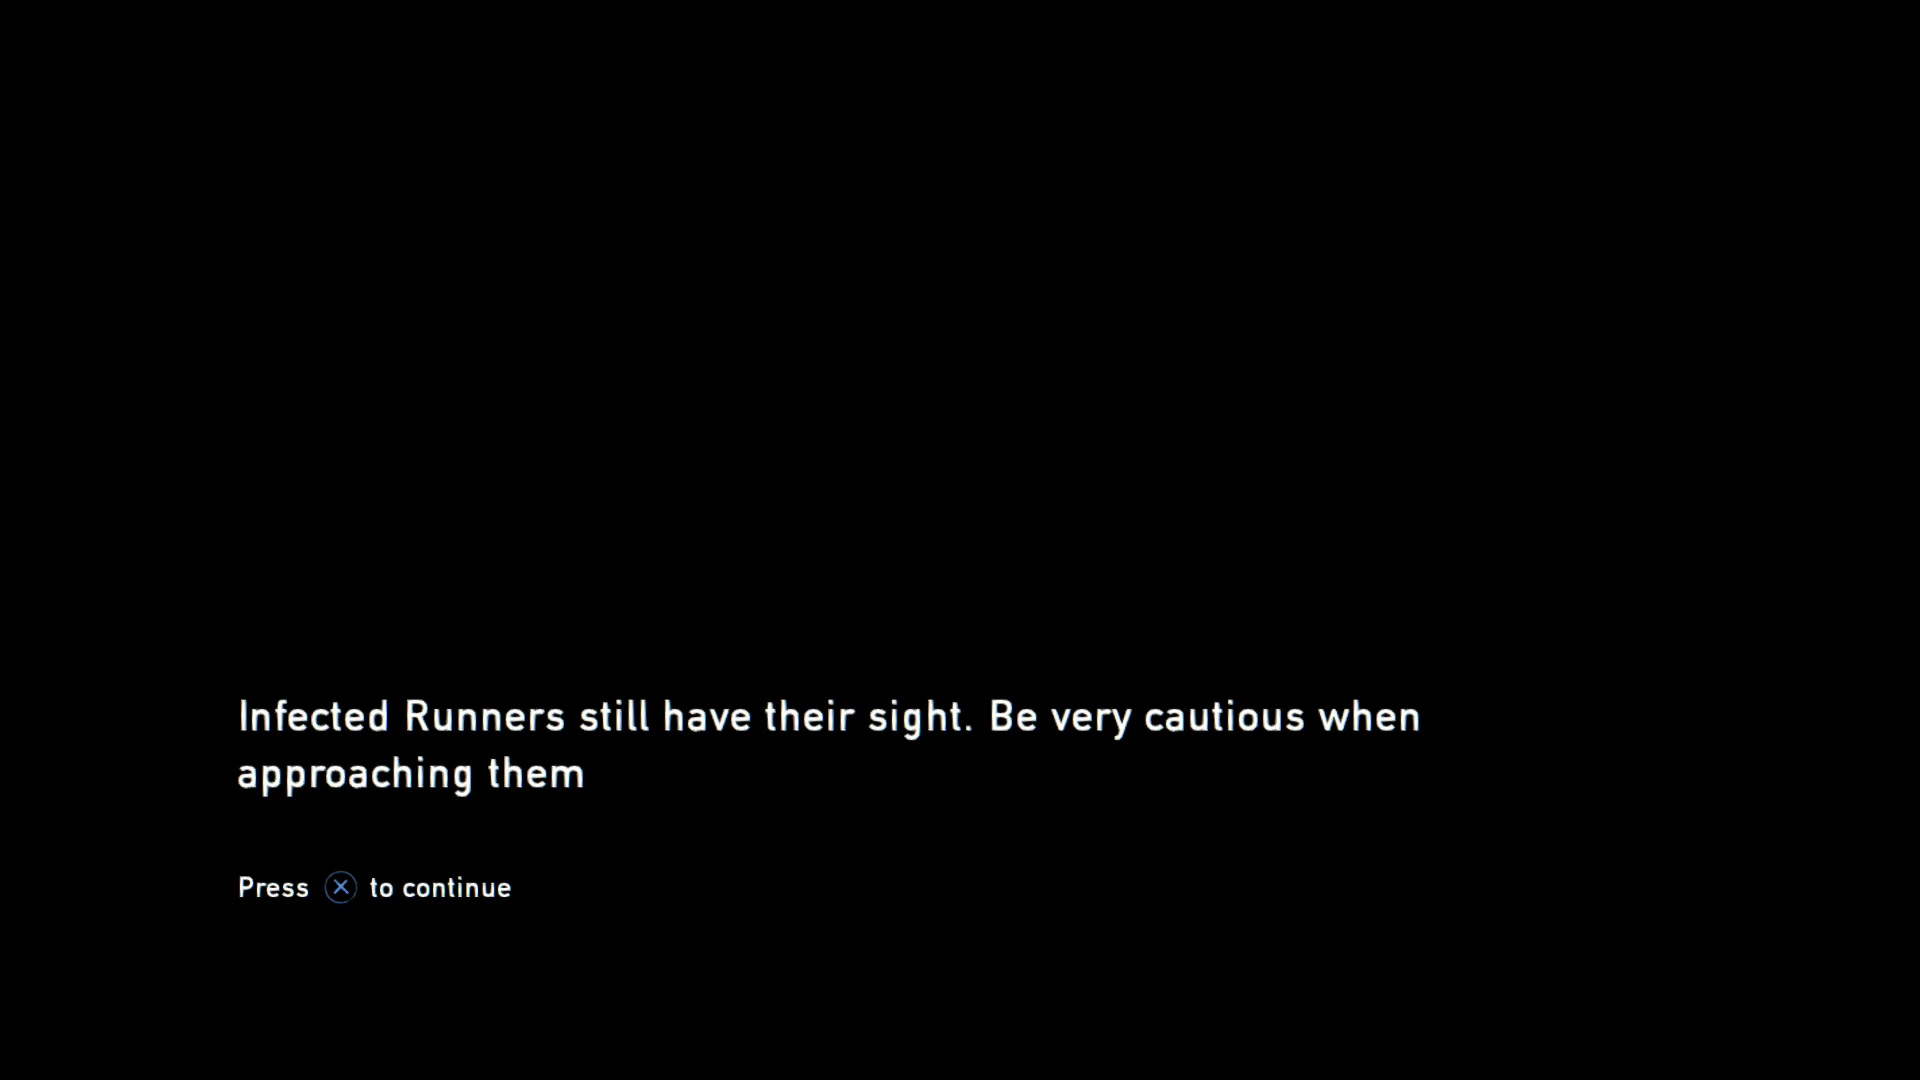 Infected Runners still have their sight. Be very cautious when
approaching them
Press ⓧ to continue